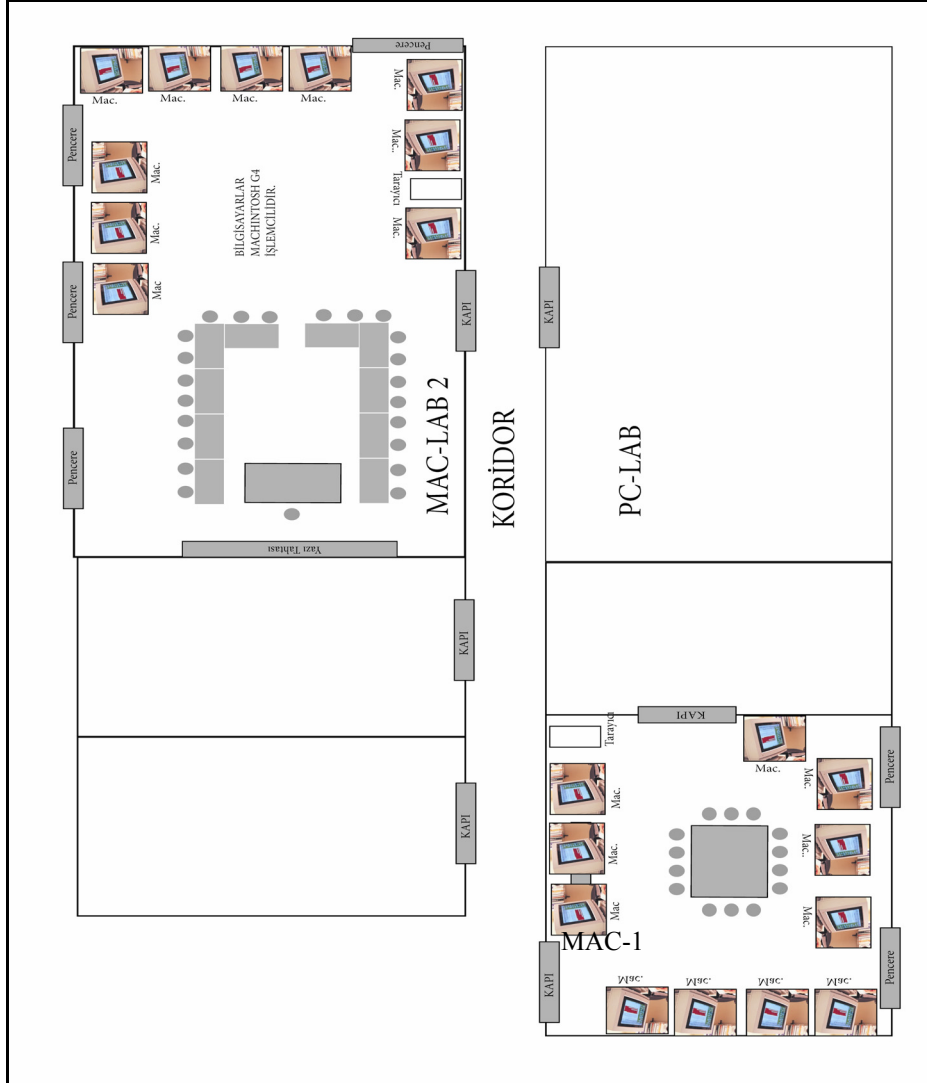 Pencere
Mac.
Mac.
Mac.
Mac.
Mac.
Pencere
Mac..
Mac.
Tarayıcı
BİLGİSAYARLAR
MACHINTOSH G4
İŞLEMCİLİDİR.
Mac.
Mac.
Mac
Pencere
KAPI
KAPI
MAC-LAB 2
KORİDOR
PC-LAB
Pencere
Yazı Tahtası
KAPI
KAPI
Tarayıcı
Mac.
Pencere
Mac.
Mac.
KAPI
Mac.
Mac..
Mac
Mac.
MAC-1
KAPI
Pencere
Mac.
Mac.
Mac.
Mac.